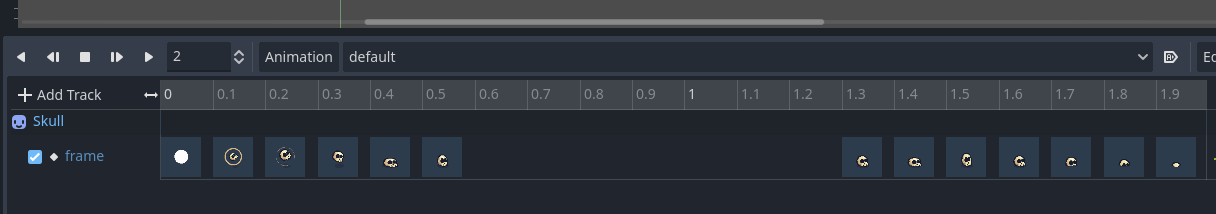 2 Animation default Ec
Add Track 0 0.1 0.2 0.3 0.4 0.5 0.6 0.7 0.8 0.9 1 1.1 1.2 1.3 1.4 1.5 1.6 1.7 1.8 1.9
Skull
frame